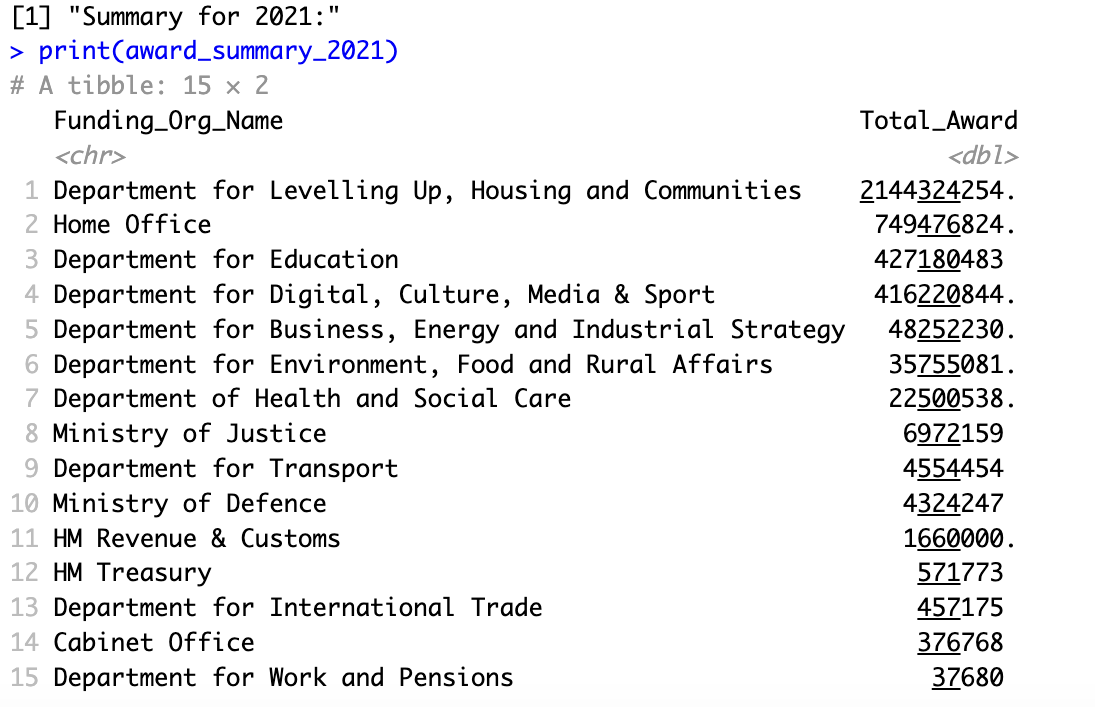 [1] "Summary for 2021:"
> print(award_summary_2021)
# A tibble: 15 × 2
Funding_Org_Name Total_Award
<chr> <dbl>
1 Department for Levelling Up, Housing and Communities 2144324254.
2 Home Office 749476824.
3 Department for Education 427180483
4 Department for Digital, Culture, Media & Sport 416220844.
5 Department for Business, Energy and Industrial Strategy 48252230.
6 Department for Environment, Food and Rural Affairs 35755081.
7 Department of Health and Social Care 22500538.
8 Ministry of Justice 6972159
9 Department for Transport 4554454
10 Ministry of Defence 4324247
11 HM Revenue & Customs 1660000.
12 HM Treasury 571773
13 Department for International Trade 457175
14 Cabinet Office 376768
15 Department for Work and Pensions 37680